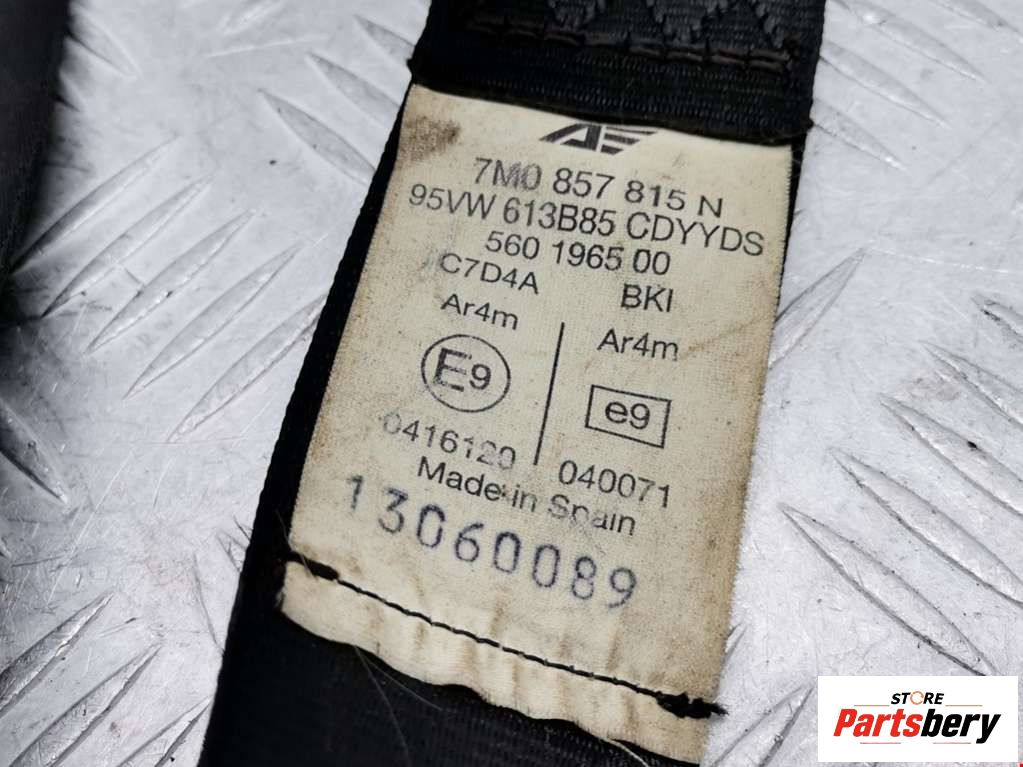 7M0 857 815 N
95VW 613B85 CDYYDS
560 1965 00
C7D4A BKI
Ar4m Ar4m
E9 e9
0416120 040071
Made in Spain
13060089
STORE
Partsbery